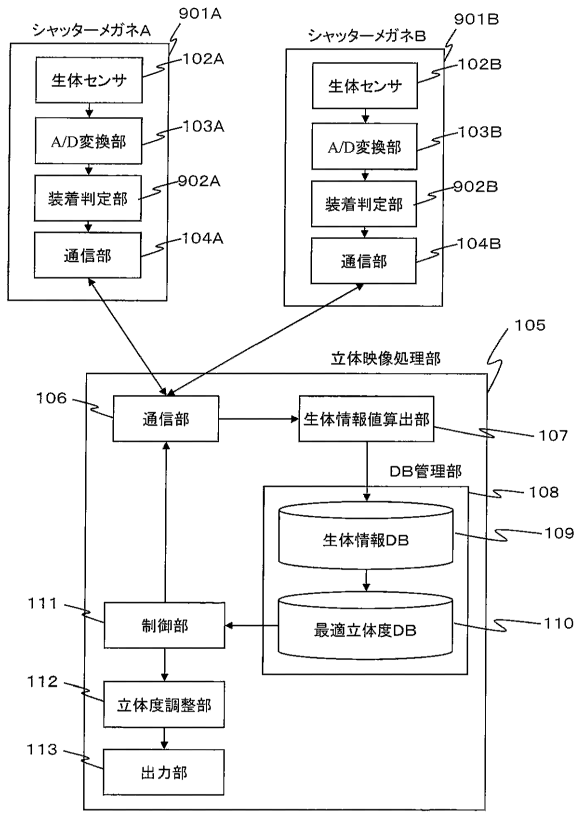 シャッターメガネA
901A
生体センサ
102A
A/D変換部
103A
装着判定部
902A
通信部
104A
シャッターメガネB
901B
生体センサ
102B
A/D変換部
103B
装着判定部
902B
通信部
104B
立体映像処理部
105
106
通信部
生体情報値算出部
107
DB管理部
108
生体情報DB
109
最適立体度DB
110
111
制御部
112
立体度調整部
113
出力部